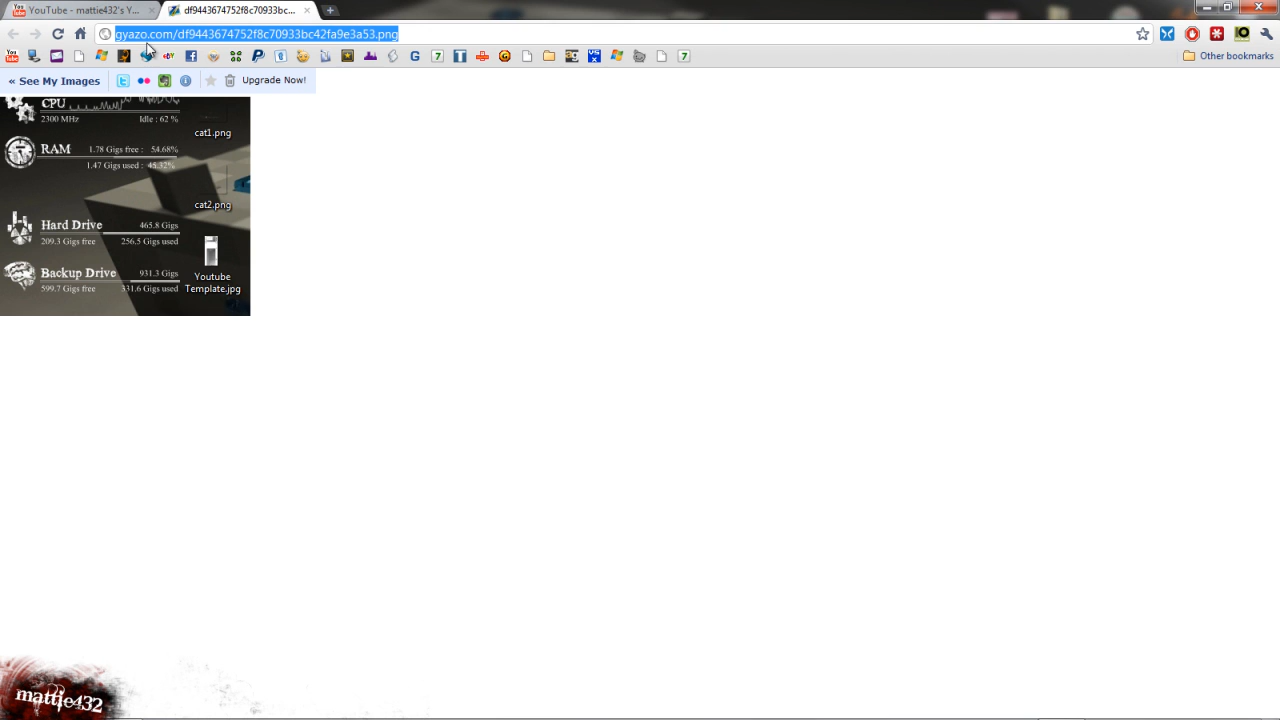 YouTube - mattie432's Y...
df9443674752f8c70933bc...
gyazo.com/df9443674752f8c70933bc42fa9e3a53.png
Other bookmarks
« See My Images
Upgrade Now!
CPU
2300 MHz
Idle : 62 %
cat1.png
RAM
1.78 Gigs free : 54.68%
1.47 Gigs used : 45.32%
cat2.png
Hard Drive
465.8 Gigs
209.3 Gigs free
256.5 Gigs used
Backup Drive
931.3 Gigs
599.7 Gigs free
331.6 Gigs used
Youtube
Template.jpg
mattie432